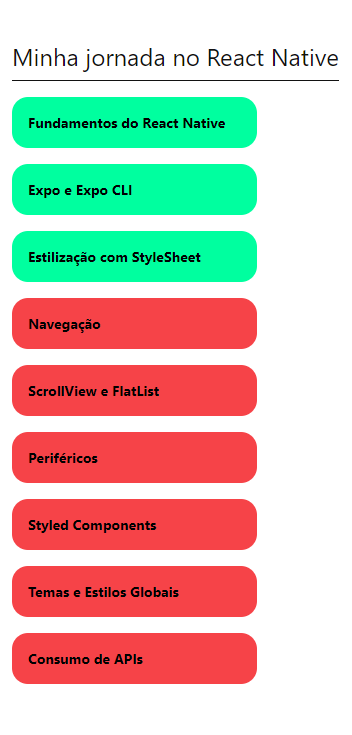 Minha jornada no React Native
Fundamentos do React Native
Expo e Expo CLI
Estilização com StyleSheet
Navegação
ScrollView e FlatList
Periféricos
Styled Components
Temas e Estilos Globais
Consumo de APIs